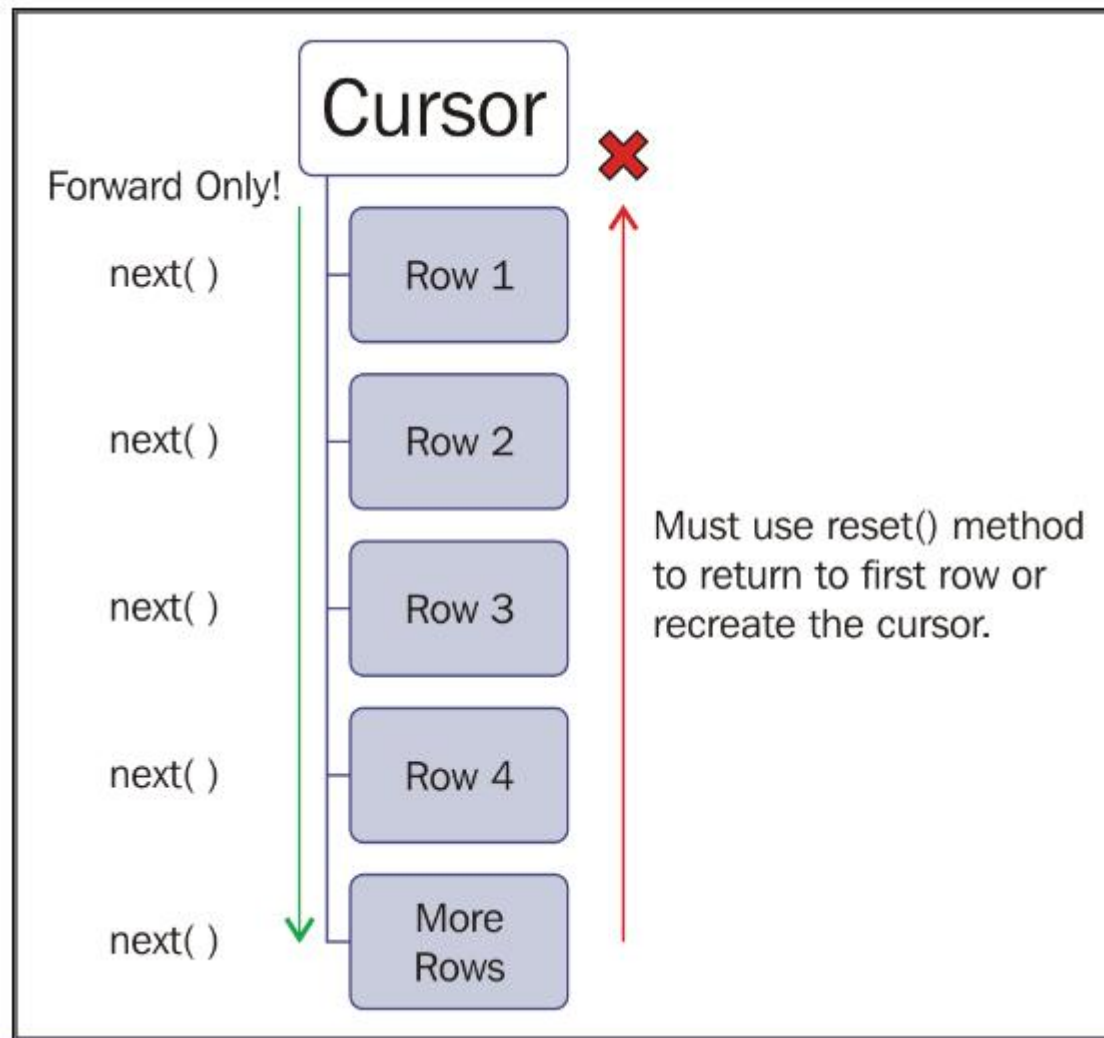 Cursor
Forward Only!
next( )
Row 1
next( )
Row 2
next( )
Row 3
next( )
Row 4
next( )
More
Rows
Must use reset() method
to return to first row or
recreate the cursor.